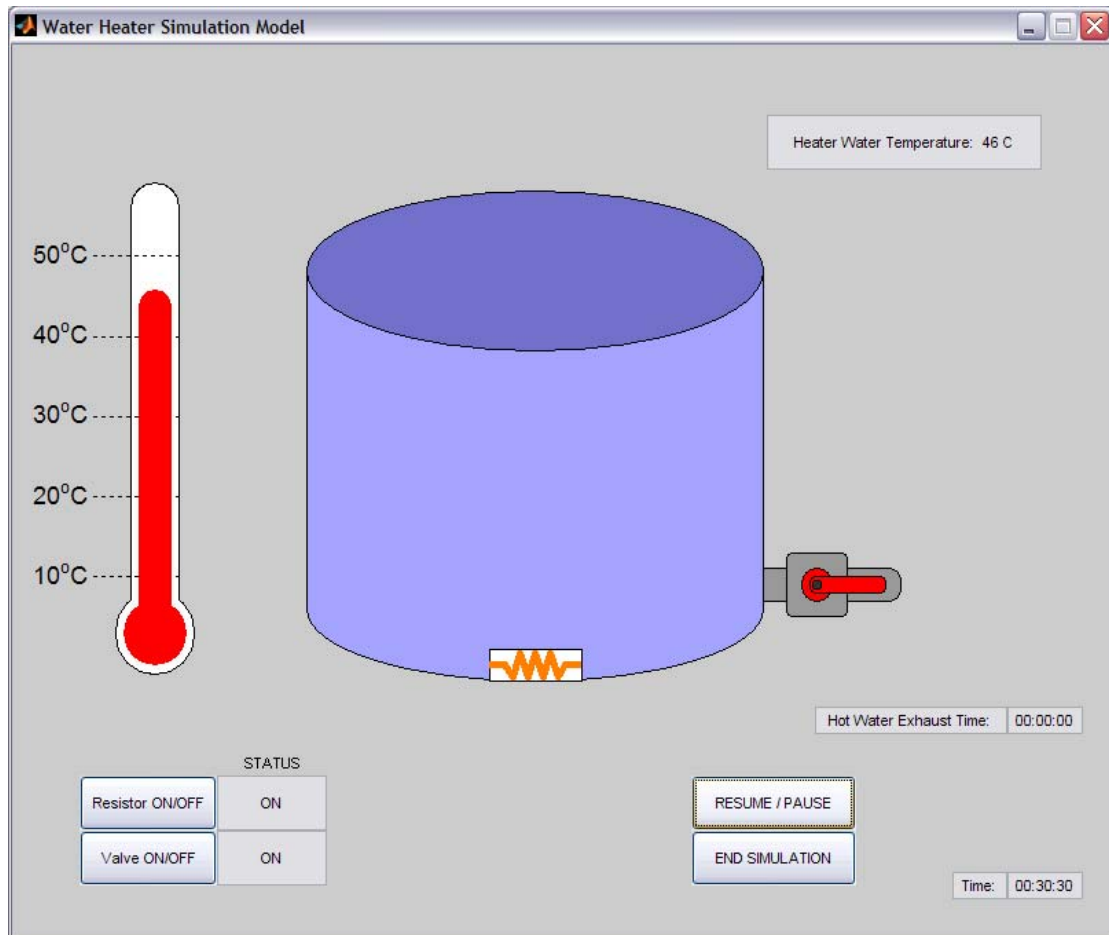 Water Heater Simulation Model
Heater Water Temperature: 46 C
50°C
40°C
30°C
20°C
10°C
Hot Water Exhaust Time: 00:00:00
STATUS
Resistor ON/OFF ON
Valve ON/OFF ON
RESUME / PAUSE
END SIMULATION
Time: 00:30:30